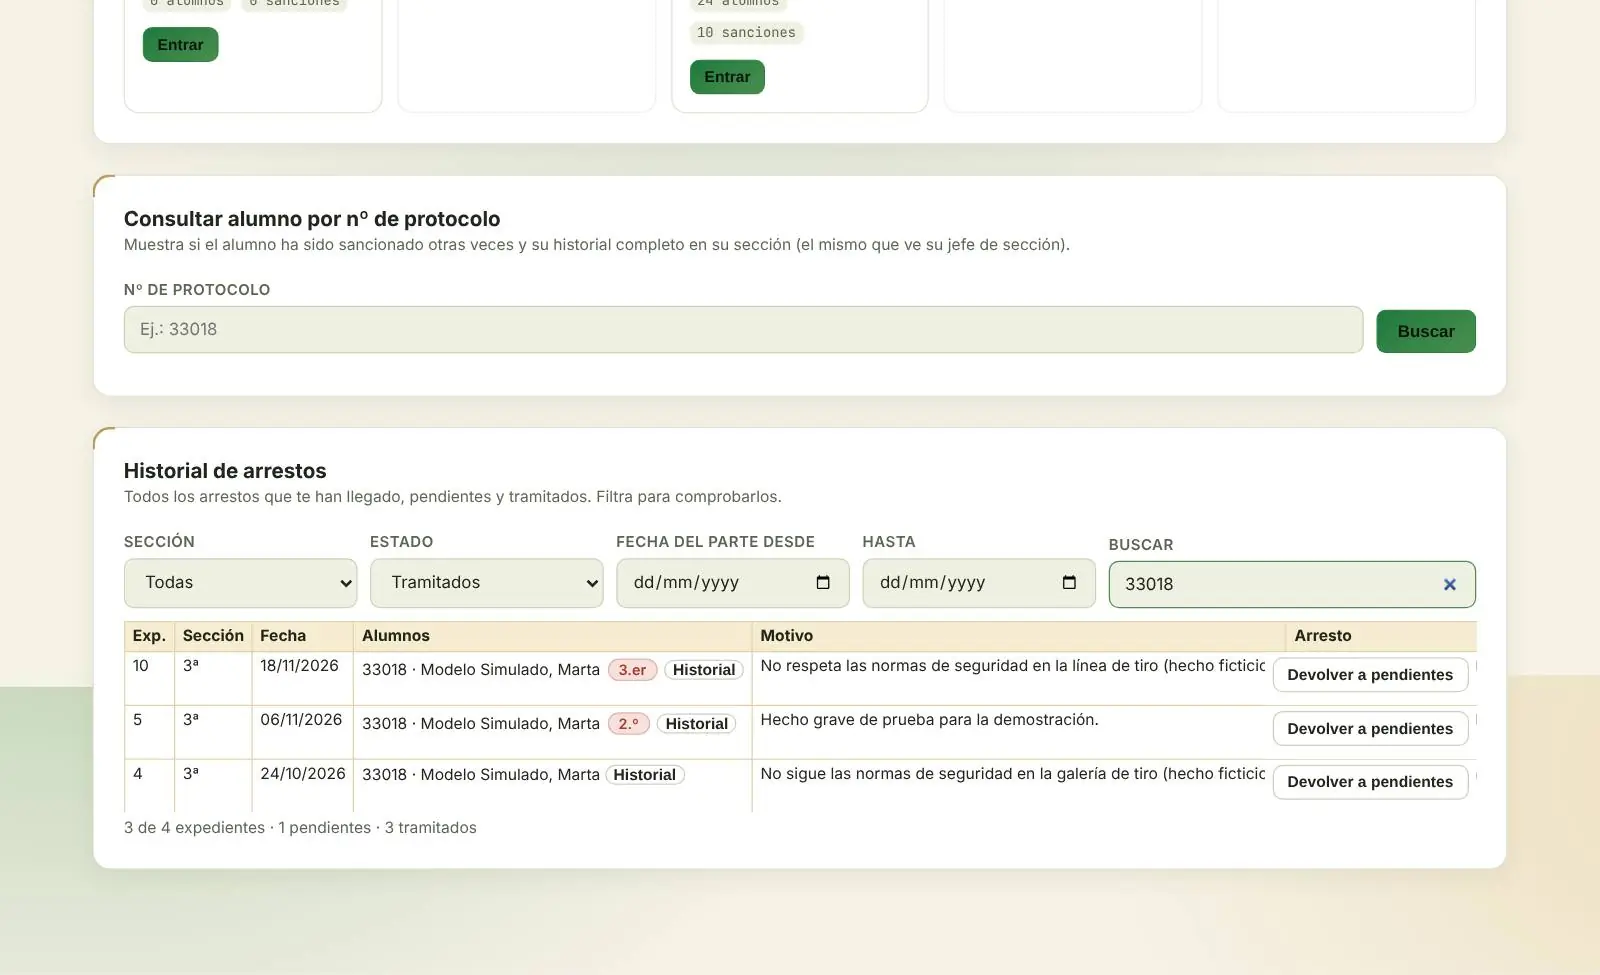 0 alumnos 0 sanciones
24 alumnos
10 sanciones
Entrar
Entrar
Consultar alumno por nº de protocolo
Muestra si el alumno ha sido sancionado otras veces y su historial completo en su sección (el mismo que ve su jefe de sección).
Nº DE PROTOCOLO
Ej.: 33018
Buscar
Historial de arrestos
Todos los arrestos que te han llegado, pendientes y tramitados. Filtra para comprobarlos.
SECCIÓN ESTADO FECHA DEL PARTE DESDE HASTA BUSCAR
Todas Tramitados dd/mm/yyyy dd/mm/yyyy 33018
Exp. Sección Fecha Alumnos Motivo Arresto
10 3ª 18/11/2026 33018 · Modelo Simulado, Marta 3.er Historial No respeta las normas de seguridad en la línea de tiro (hecho ficticio Devolver a pendientes
5 3ª 06/11/2026 33018 · Modelo Simulado, Marta 2.º Historial Hecho grave de prueba para la demostración. Devolver a pendientes
4 3ª 24/10/2026 33018 · Modelo Simulado, Marta Historial No sigue las normas de seguridad en la galería de tiro (hecho ficticio Devolver a pendientes
3 de 4 expedientes · 1 pendientes · 3 tramitados